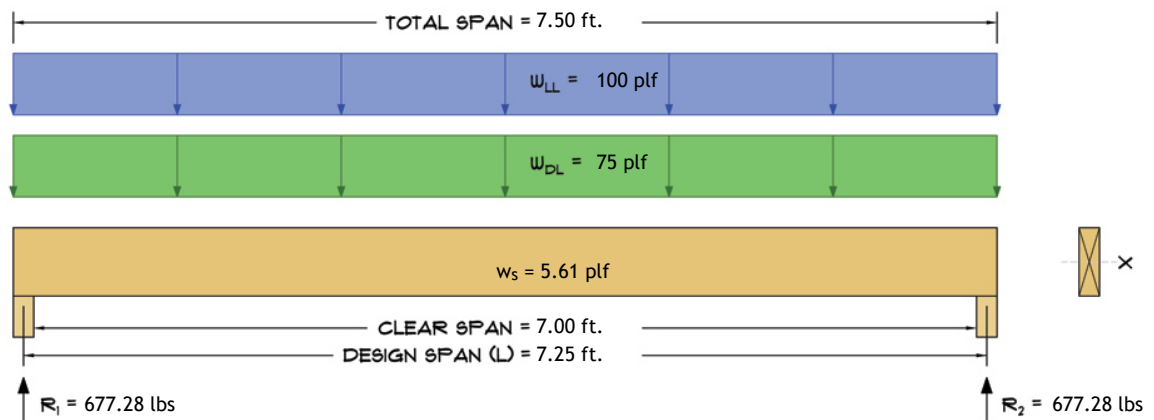 TOTAL SPAN = 7.50 ft.
WLL = 100 plf
WDL = 75 plf
ws = 5.61 plf
X
CLEAR SPAN = 7.00 ft.
DESIGN SPAN (L) = 7.25 ft.
R1 = 677.28 lbs
R2 = 677.28 lbs